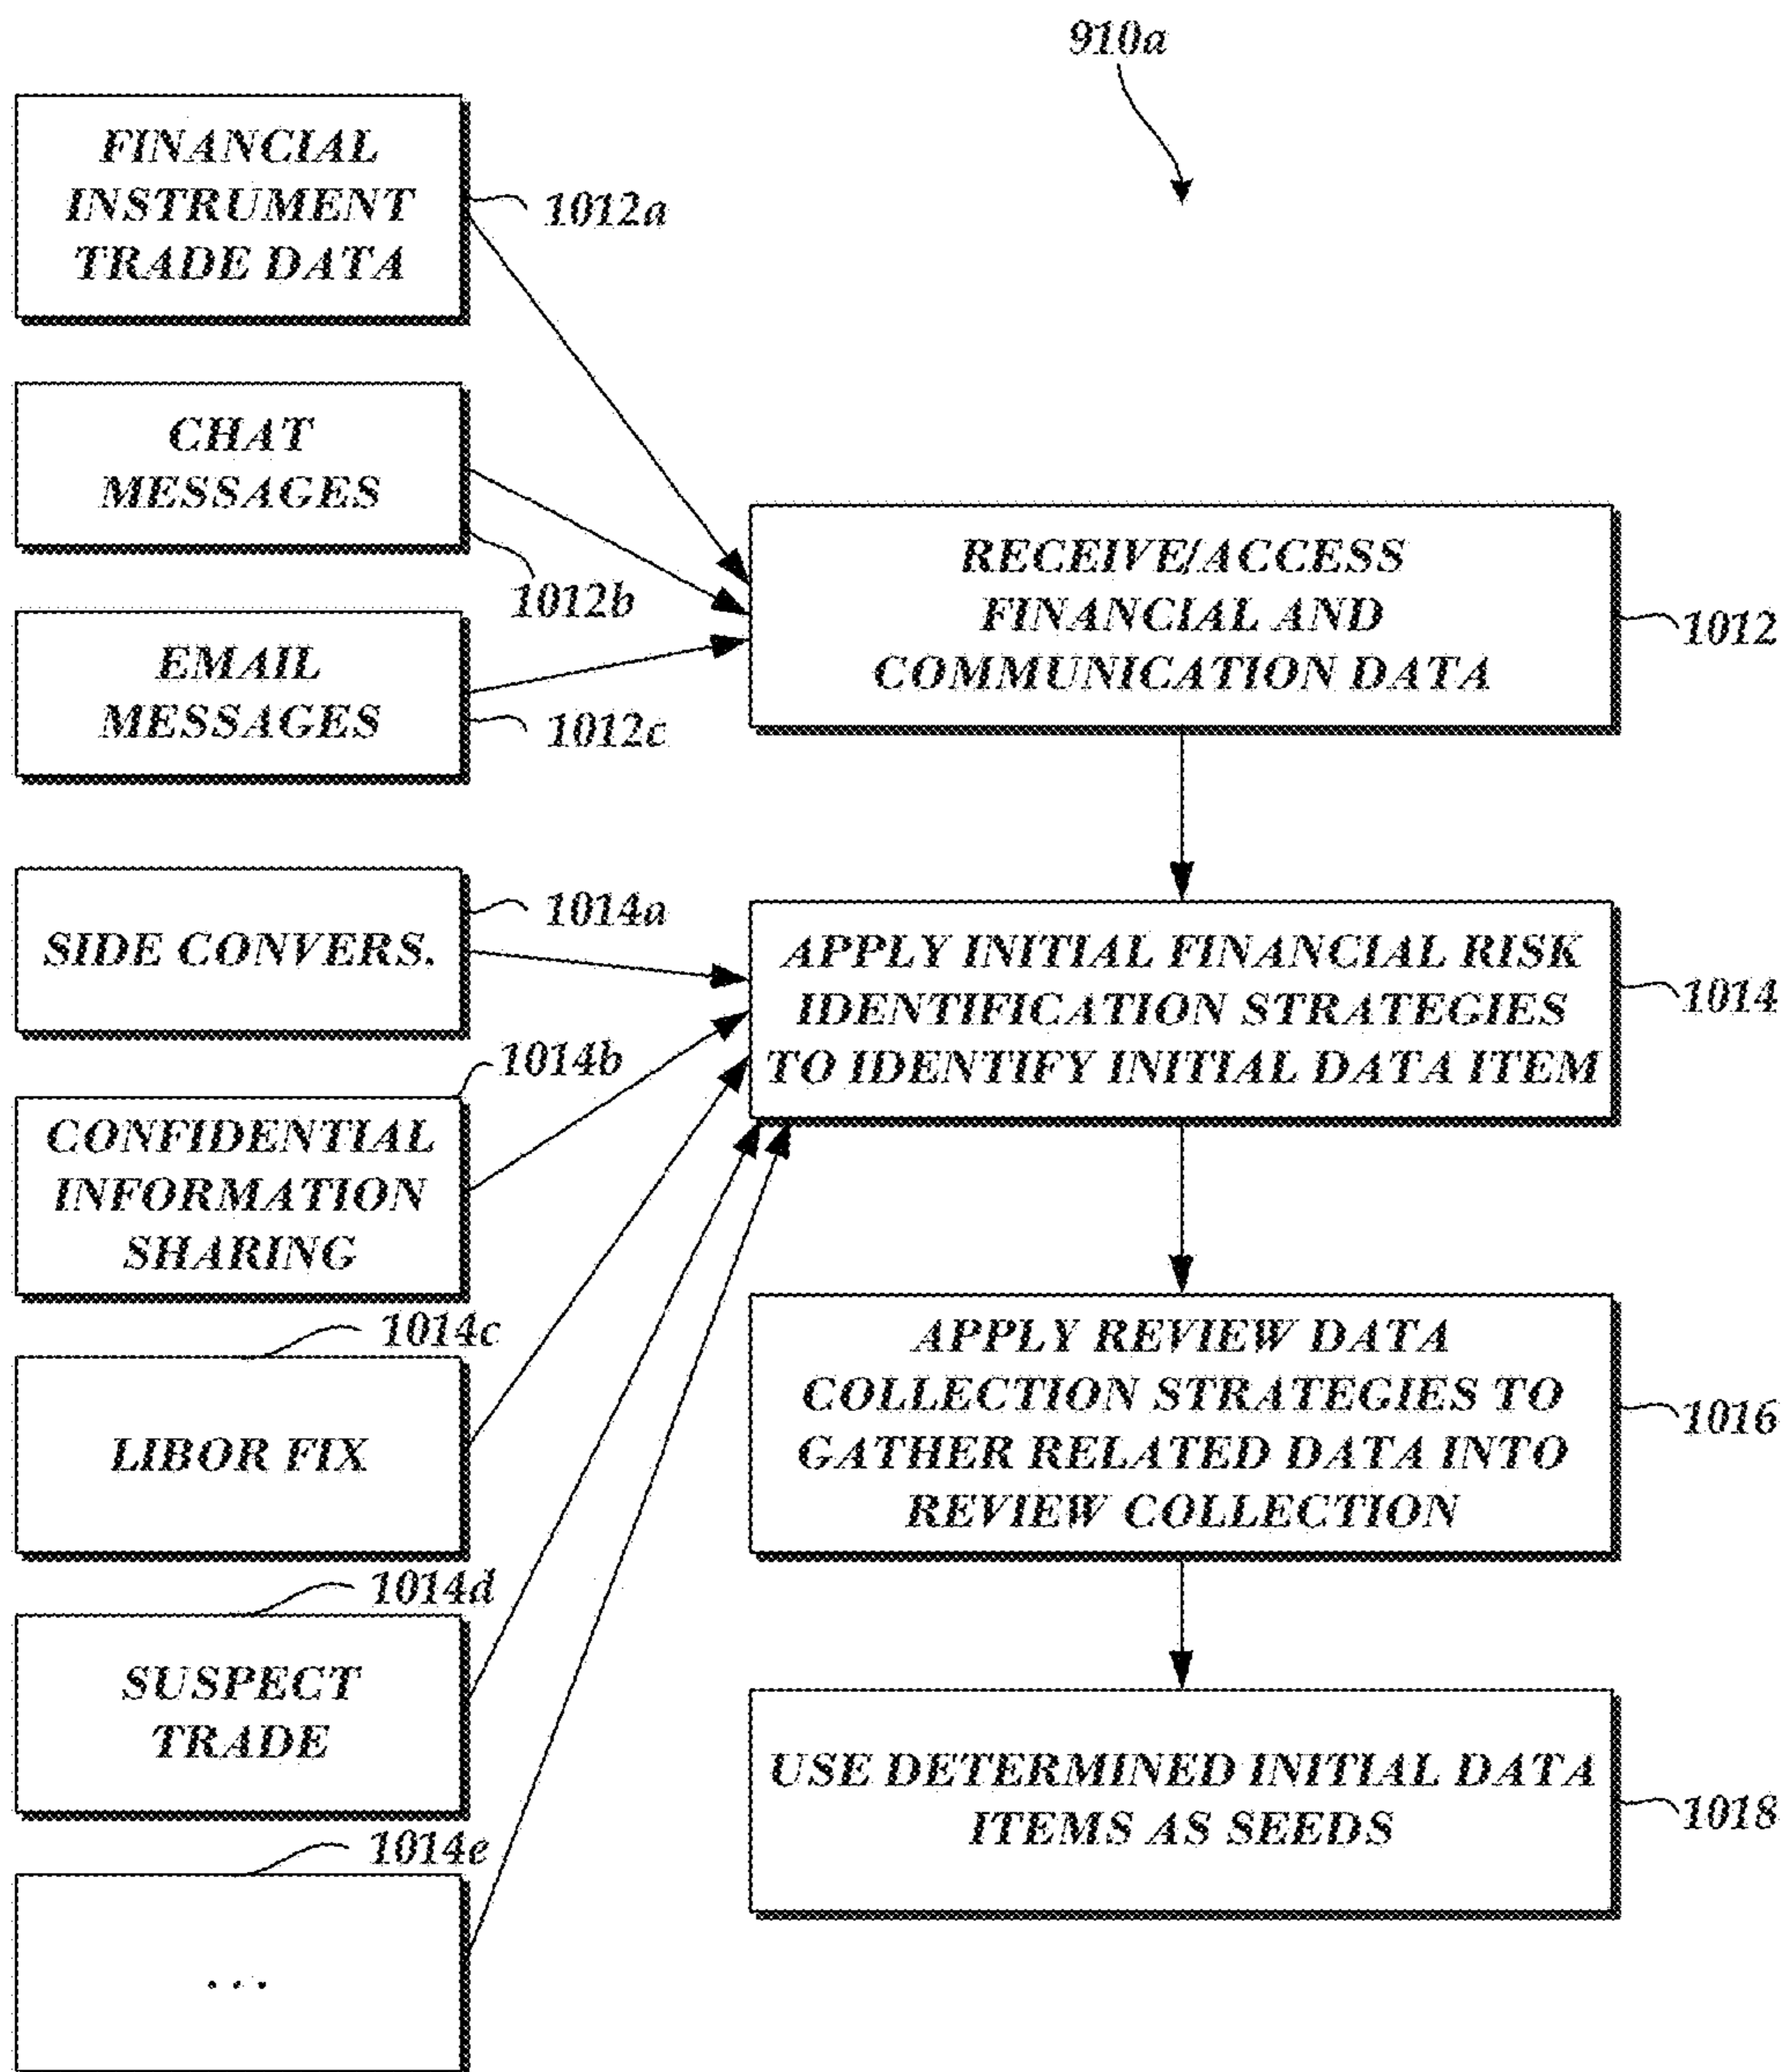 910a
FINANCIAL
INSTRUMENT
TRADE DATA
1012a
CHAT
MESSAGES
1012b
EMAIL
MESSAGES
1012c
RECEIVE/ACCESS
FINANCIAL AND
COMMUNICATION DATA
1012
SIDE CONVERS.
1014a
CONFIDENTIAL
INFORMATION
SHARING
1014b
LIBOR FIX
1014c
SUSPECT
TRADE
1014d
...
1014e
APPLY INITIAL FINANCIAL RISK
IDENTIFICATION STRATEGIES
TO IDENTIFY INITIAL DATA ITEM
1014
APPLY REVIEW DATA
COLLECTION STRATEGIES TO
GATHER RELATED DATA INTO
REVIEW COLLECTION
1016
USE DETERMINED INITIAL DATA
ITEMS AS SEEDS
1018